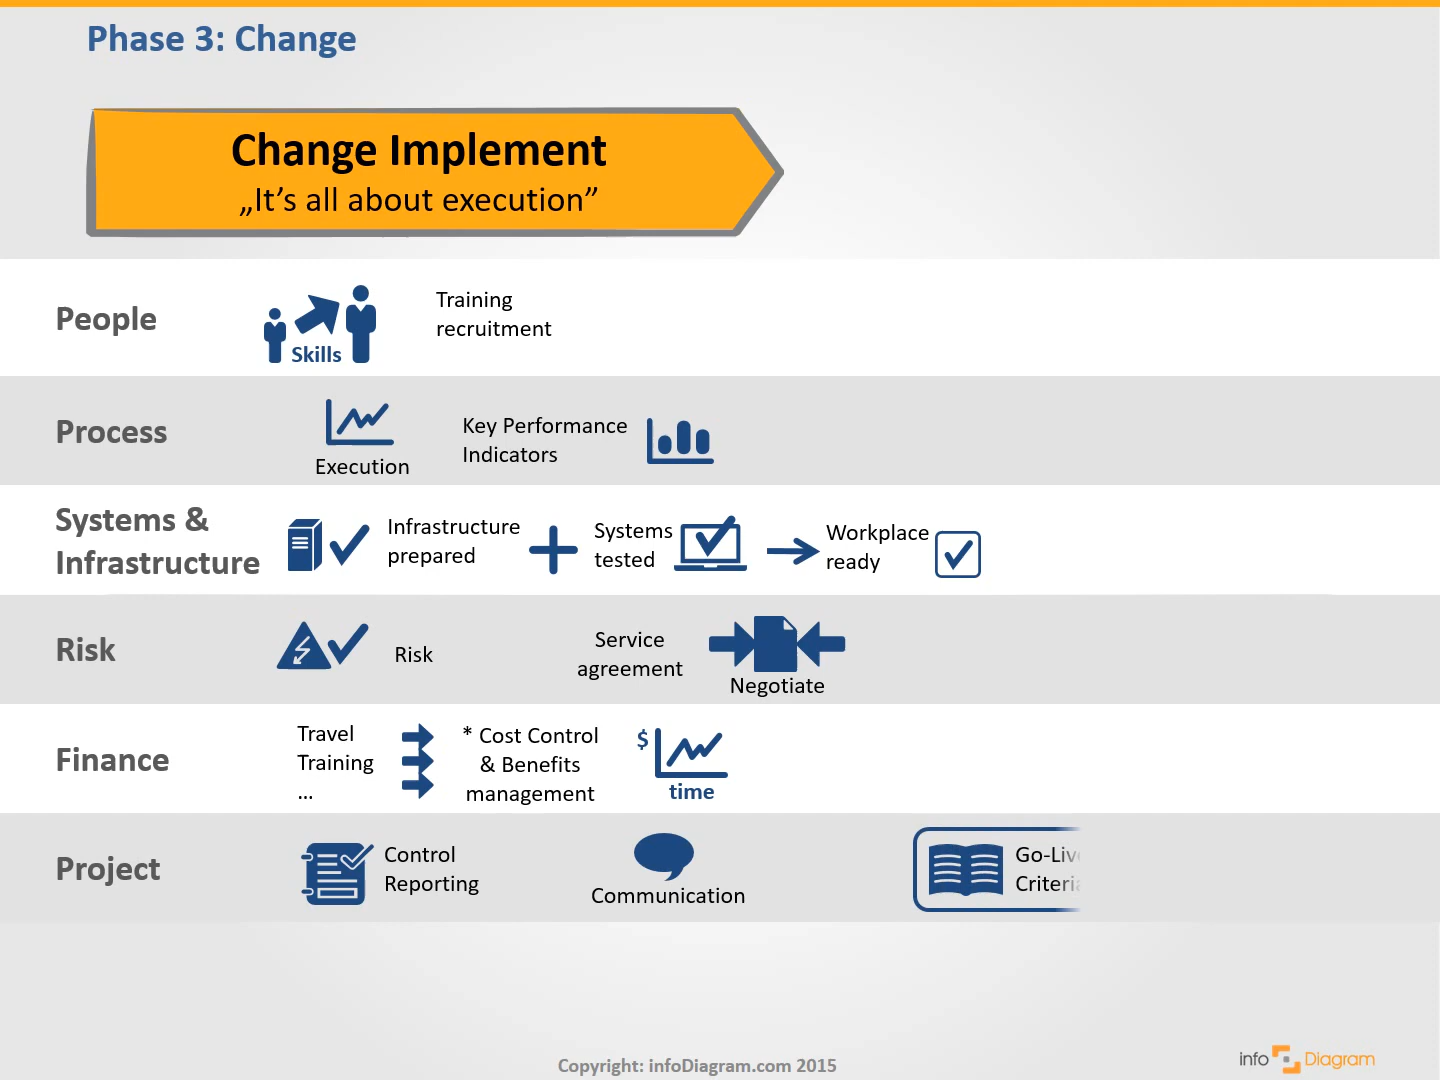 Phase 3: Change
Change Implement
„It’s all about execution”
People
Skills
Training
recruitment
Process
Execution
Key Performance
Indicators
Systems &
Infrastructure
Infrastructure
prepared
Systems
tested
Workplace
ready
Risk
Risk
Service
agreement
Negotiate
Finance
Travel
Training
...
* Cost Control
& Benefits
management
$
time
Project
Control
Reporting
Communication
Copyright: infoDiagram.com 2015
info Diagram